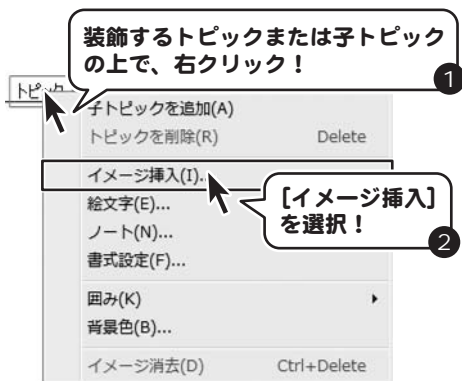 装飾するトピックまたは子トピック
の上で、右クリック！
1
トピック
子トピックを追加(A)
トピックを削除(R) Delete
イメージ挿入(I)...
[イメージ挿入]
を選択！
2
絵文字(E)...
ノート(N)...
書式設定(F)...
囲み(K)
背景色(B)...
イメージ消去(D) Ctrl+Delete